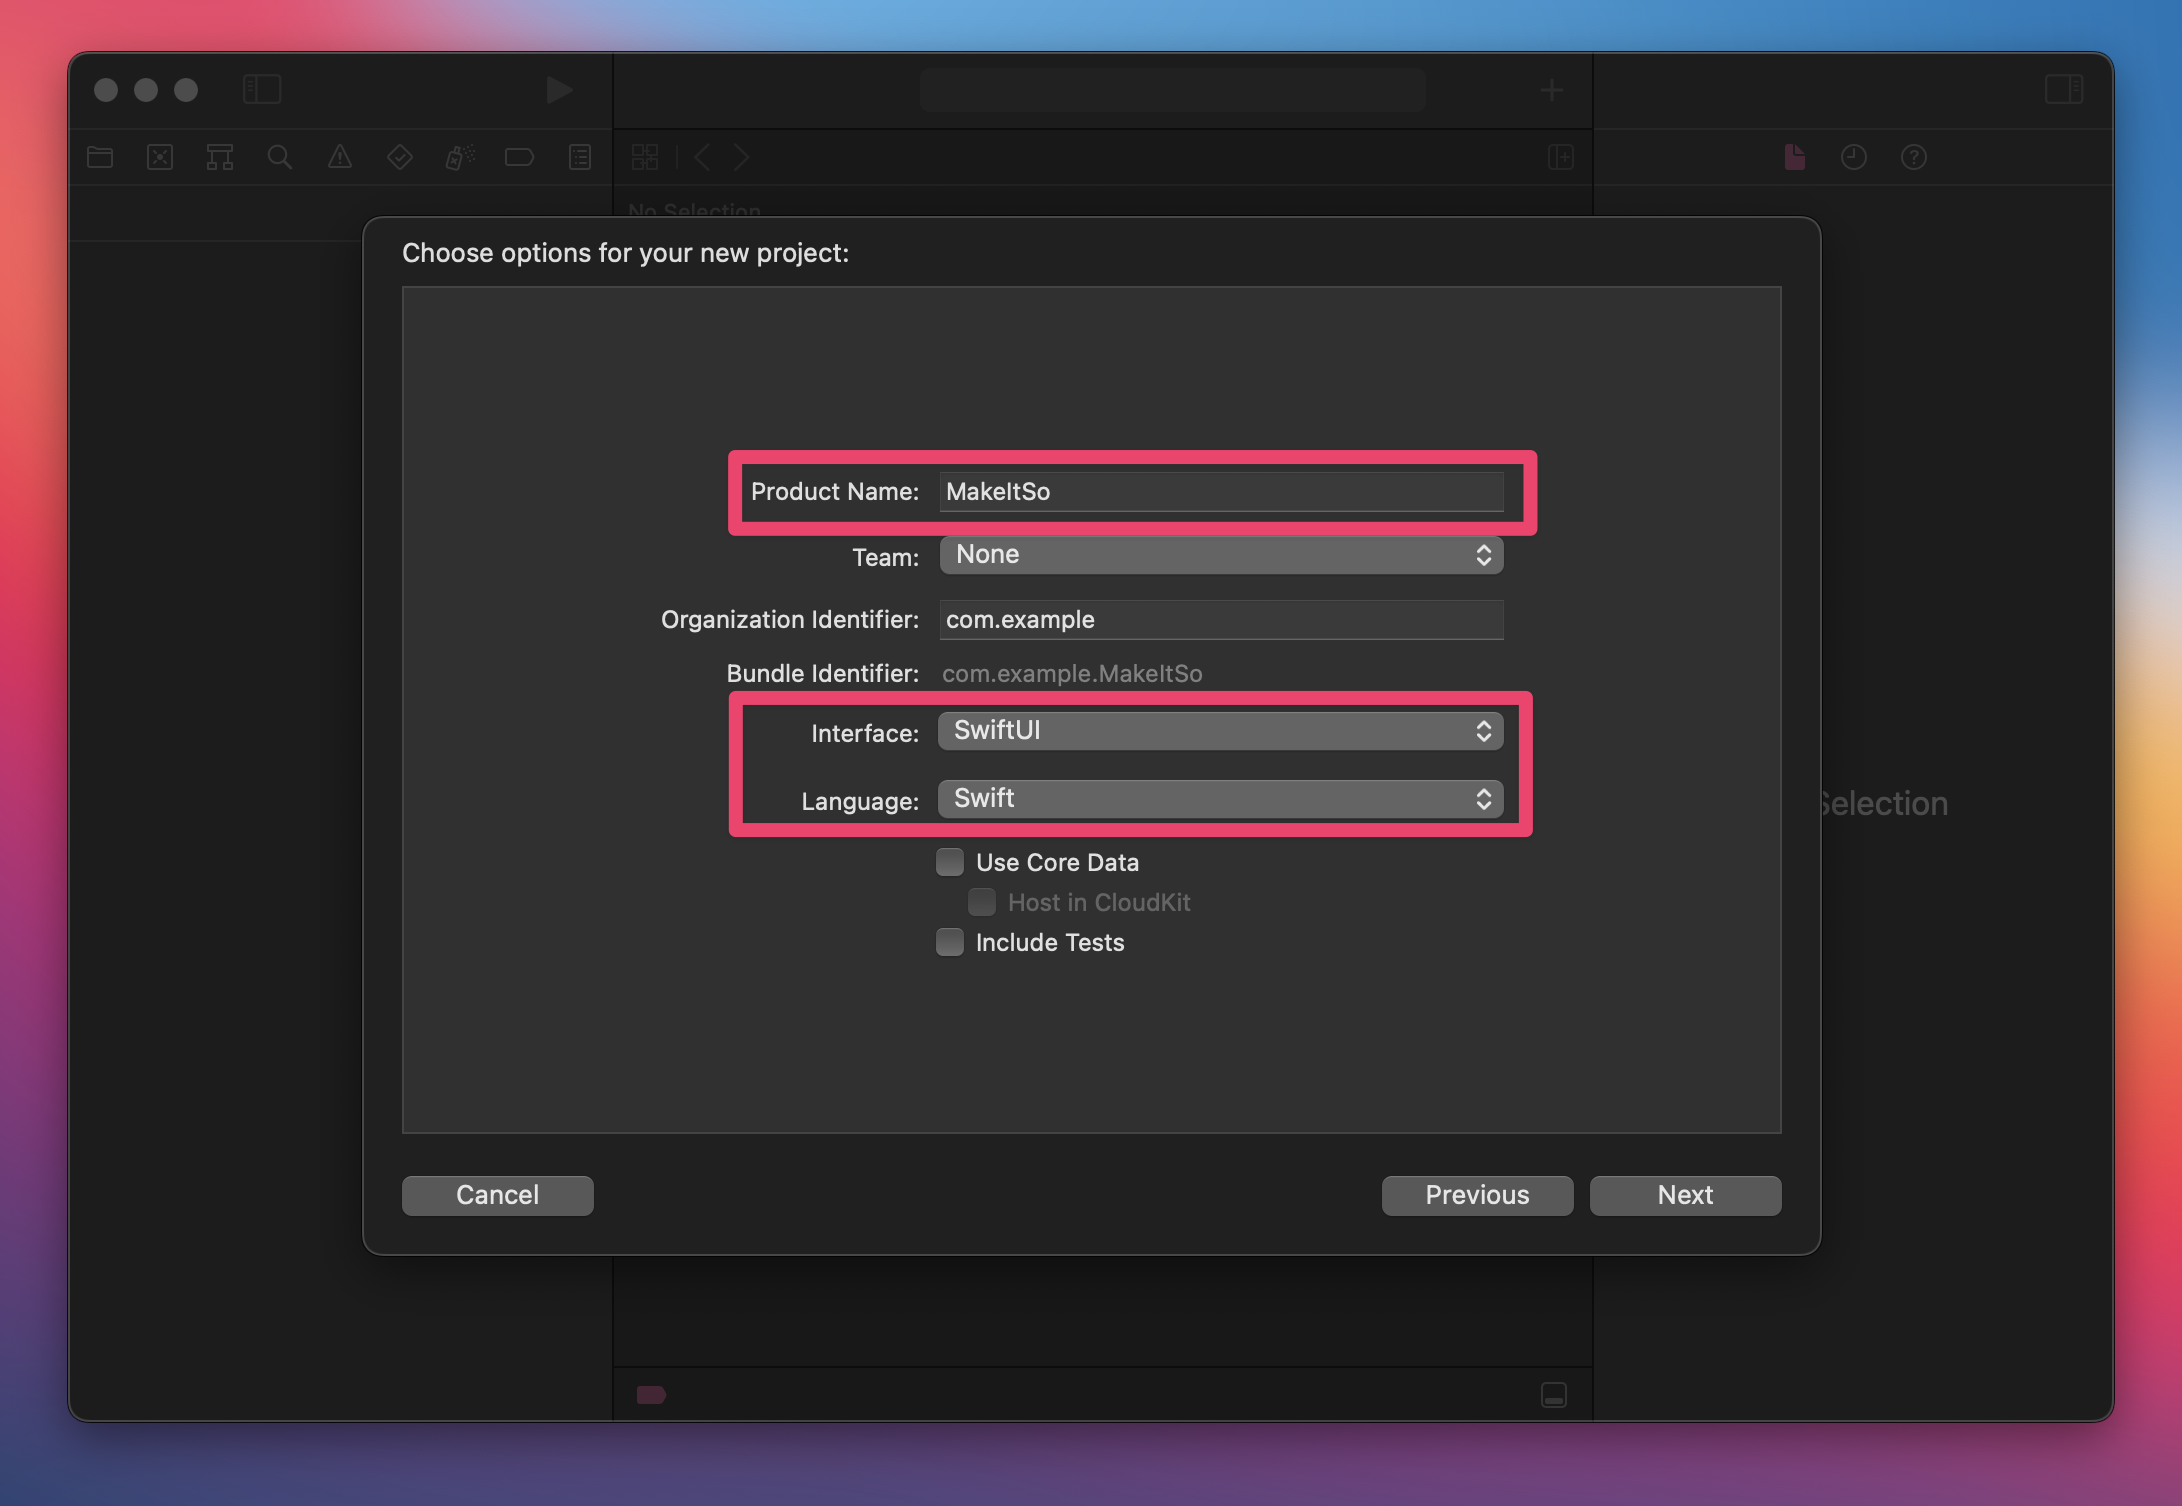 No Selection
Choose options for your new project:
Product Name: MakeItSo
Team: None
Organization Identifier: com.example
Bundle Identifier: com.example.MakeItSo
Interface: SwiftUI
Language: Swift
Selection
Use Core Data
Host in CloudKit
Include Tests
Cancel
Previous
Next